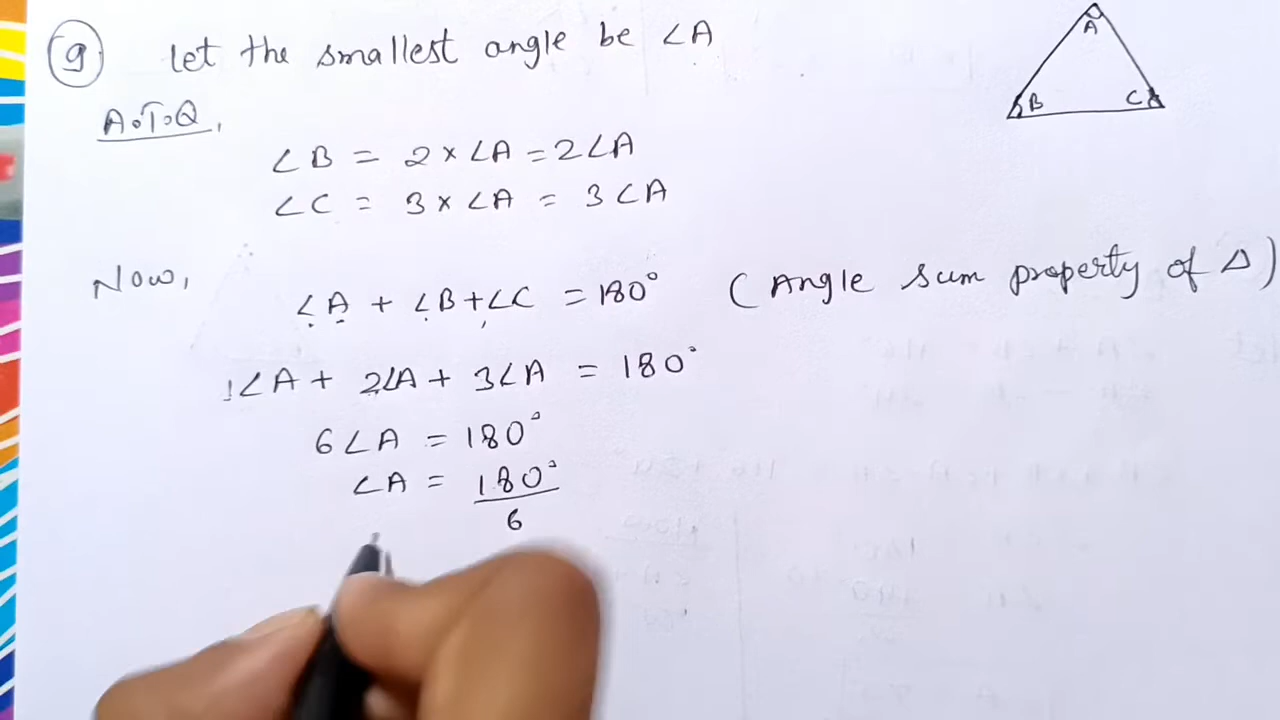 9 Let the smallest angle be ∠A
A.T.Q,
∠B = 2 × ∠A = 2∠A
∠C = 3 × ∠A = 3∠A
Now,
∠A + ∠B + ∠C = 180° (Angle sum property of Δ)
1∠A + 2∠A + 3∠A = 180°
6∠A = 180°
∠A = 180°
6
A
B C